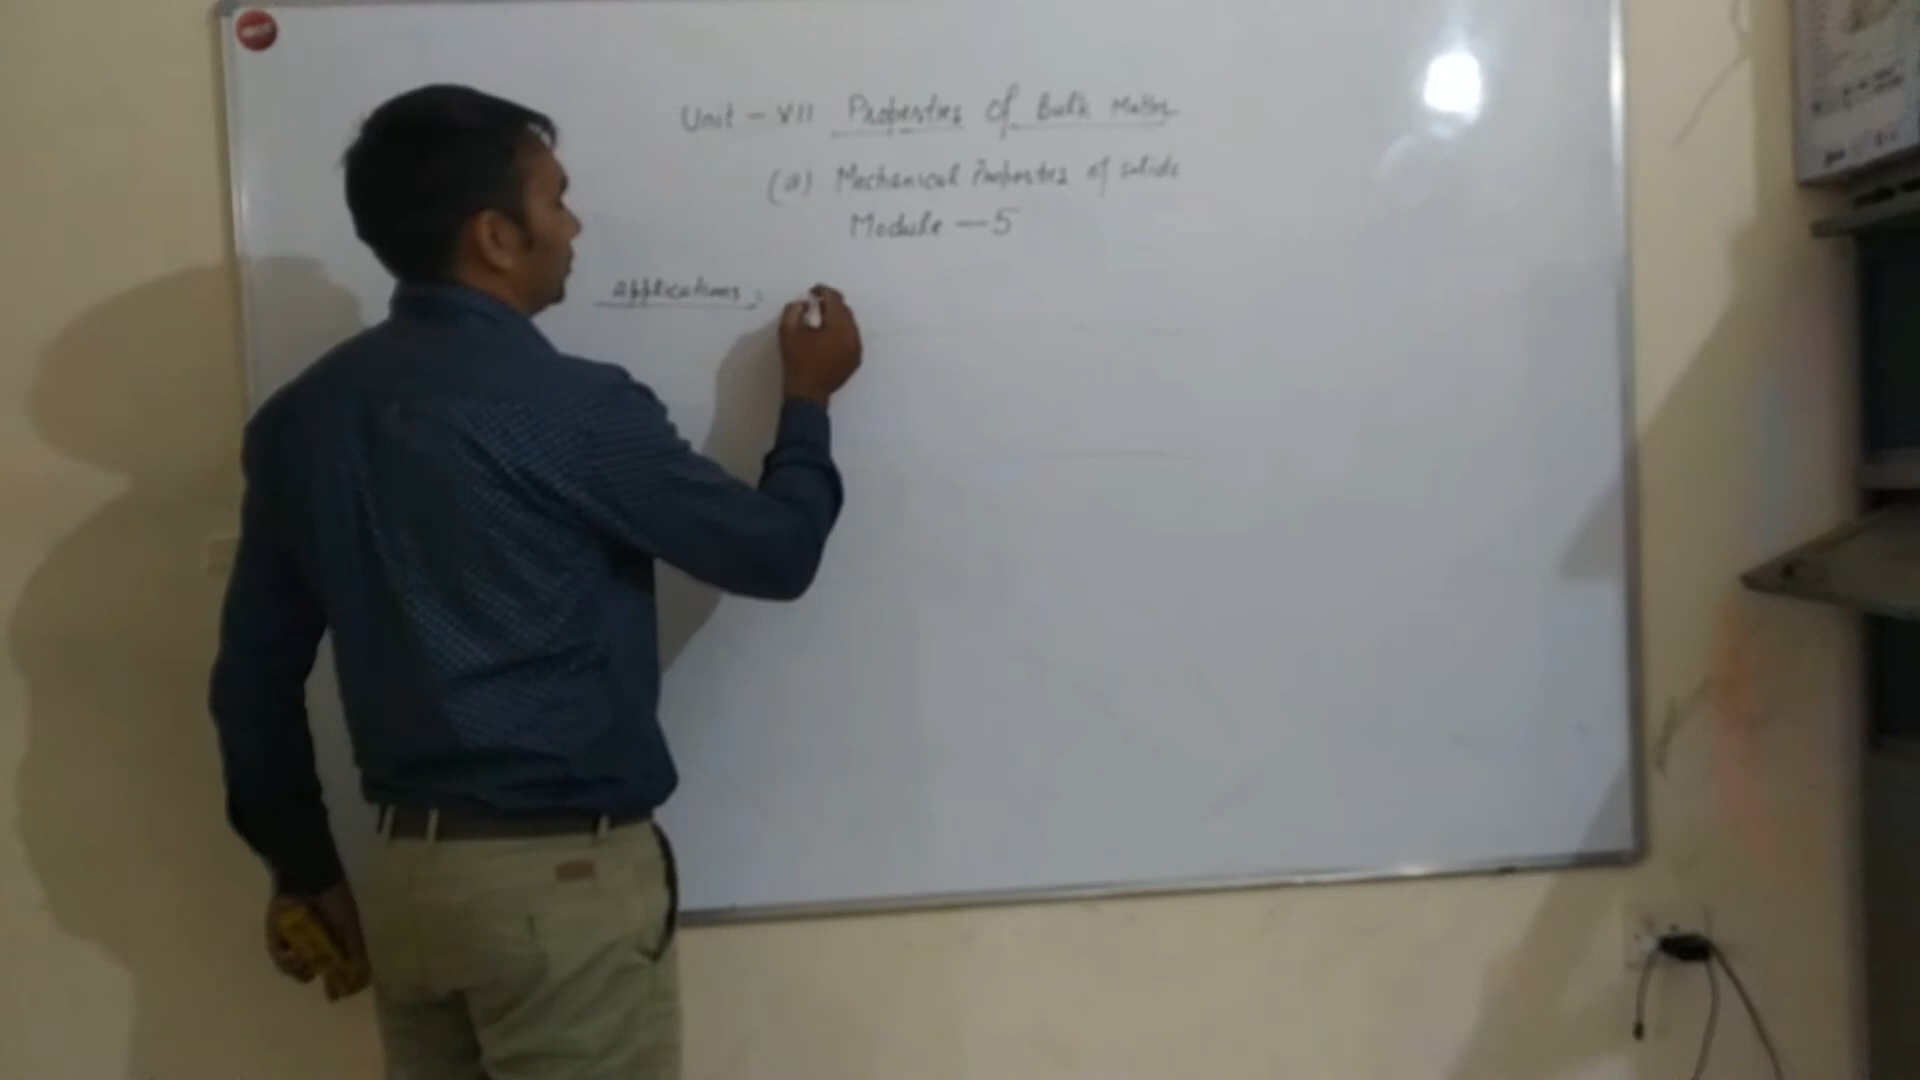 Unit - VII Properties of Bulk Matter
(a) Mechanical Properties of solids
Module - 5
applications :